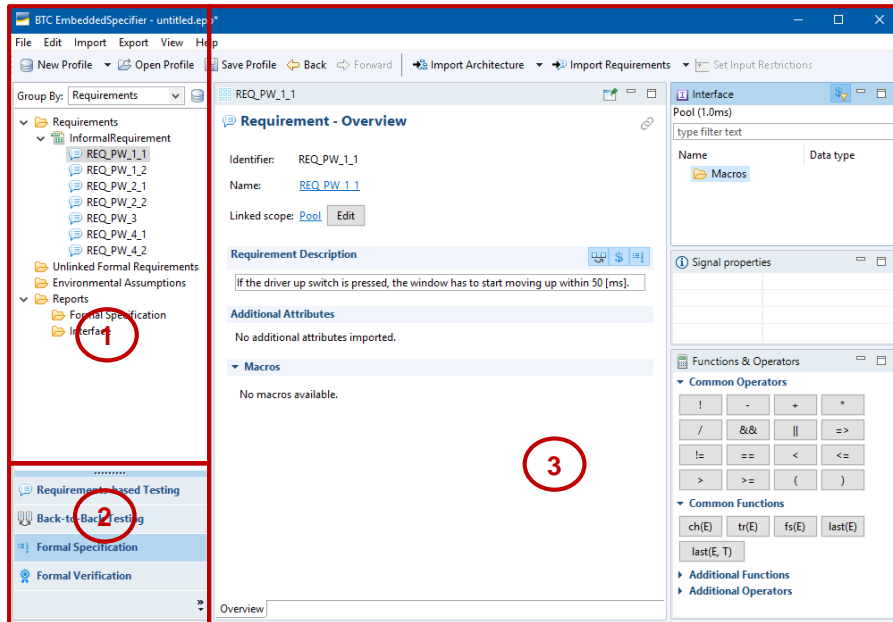 BTC EmbeddedSpecifier - untitled.epp*
File Edit Import Export View Help
New Profile Open Profile Save Profile Back Forward Import Architecture Import Requirements Set Input Restrictions
Group By: Requirements
Requirements
InformalRequirement
REQ_PW_1_1
REQ_PW_1_2
REQ_PW_2_1
REQ_PW_2_2
REQ_PW_3
REQ_PW_4_1
REQ_PW_4_2
Unlinked Formal Requirements
Environmental Assumptions
Reports
Formal Specification
Interface
1
Requirements-based Testing
Back-to-Back Testing
2
Formal Specification
Formal Verification
»
REQ_PW_1_1
Requirement - Overview
Identifier: REQ_PW_1_1
Name: REQ_PW_1_1
Linked scope: Pool Edit
Requirement Description
If the driver up switch is pressed, the window has to start moving up within 50 [ms].
Additional Attributes
No additional attributes imported.
Macros
No macros available.
3
Overview
Interface
Pool (1.0ms)
type filter text
Name Data type
Macros
Signal properties
Functions & Operators
Common Operators
! - + *
/ && || =>
!= == < <=
> >= ( )
Common Functions
ch(E) tr(E) fs(E) last(E)
last(E, T)
Additional Functions
Additional Operators